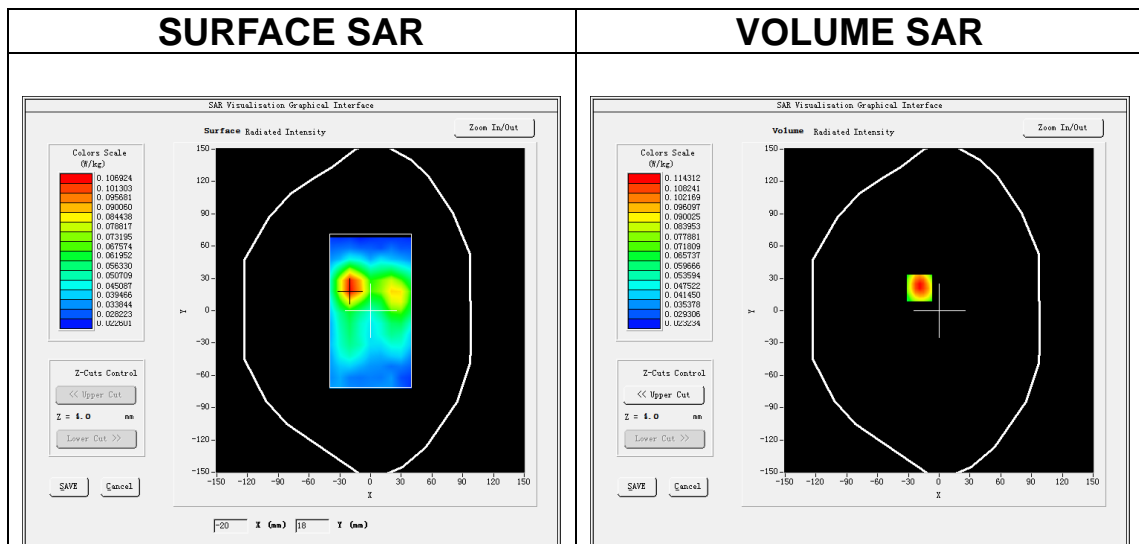 SURFACE SAR
VOLUME SAR
SAR Visualisation Graphical Interface
Surface Radiated Intensity
Zoom In/Out
Colors Scale
(W/kg)
0.106924
0.101303
0.095681
0.090060
0.084438
0.078817
0.073195
0.067574
0.061952
0.056330
0.050709
0.045087
0.039466
0.033844
0.028223
0.022601
150
120
90
60
30
0
-30
-60
-90
-120
-150
Y
-150 -120 -90 -60 -30 0 30 60 90 120 150
X
Z-Cuts Control
<< Upper Cut
Z = 4.0 mm
Lower Cut >>
SAVE Cancel
-20 X (mm) 18 Y (mm)
SAR Visualisation Graphical Interface
Volume Radiated Intensity
Zoom In/Out
Colors Scale
(W/kg)
0.114312
0.108241
0.102169
0.096097
0.090025
0.083953
0.077881
0.071809
0.065737
0.059666
0.053594
0.047522
0.041450
0.035378
0.029306
0.023234
150
120
90
60
30
0
-30
-60
-90
-120
-150
Y
-150 -120 -90 -60 -30 0 30 60 90 120 150
X
Z-Cuts Control
<< Upper Cut
Z = 4.0 mm
Lower Cut >>
SAVE Cancel